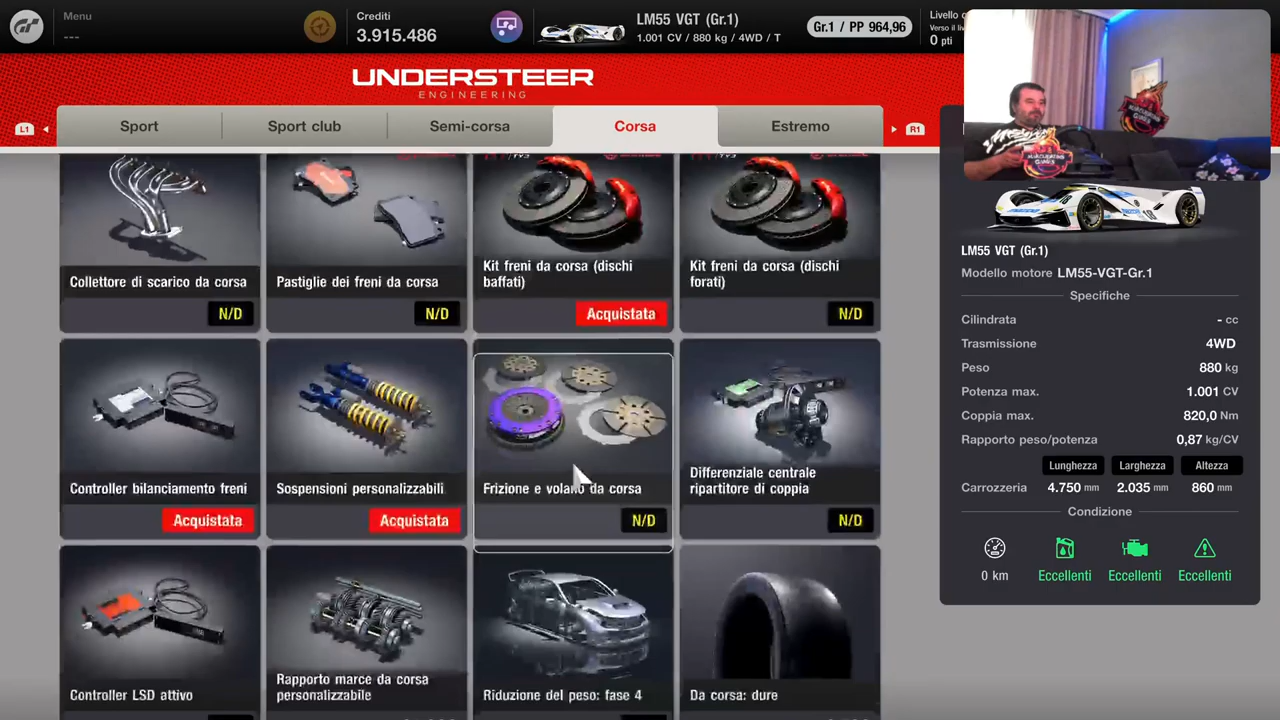 Menu
---
Crediti
3.915.486
LM55 VGT (Gr.1)
1.001 CV / 880 kg / 4WD / T
Gr.1 / PP 964,96
Livello
Verso il
0 pti
UNDERSTEER
ENGINEERING
L1
Sport
Sport club
Semi-corsa
Corsa
Estremo
R1
Collettore di scarico da corsa
N/D
Pastiglie dei freni da corsa
N/D
Kit freni da corsa (dischi
baffati)
Acquistata
Kit freni da corsa (dischi
forati)
N/D
Controller bilanciamento freni
Acquistata
Sospensioni personalizzabili
Acquistata
Frizione e volano da corsa
N/D
Differenziale centrale
ripartitore di coppia
N/D
Controller LSD attivo
Rapporto marce da corsa
personalizzabile
Riduzione del peso: fase 4
Da corsa: dure
LM55 VGT (Gr.1)
Modello motore LM55-VGT-Gr.1
Specifiche
Cilindrata - cc
Trasmissione 4WD
Peso 880 kg
Potenza max. 1.001 CV
Coppia max. 820,0 Nm
Rapporto peso/potenza 0,87 kg/CV
Lunghezza Larghezza Altezza
Carrozzeria 4.750 mm 2.035 mm 860 mm
Condizione
0 km
Eccellenti
Eccellenti
Eccellenti